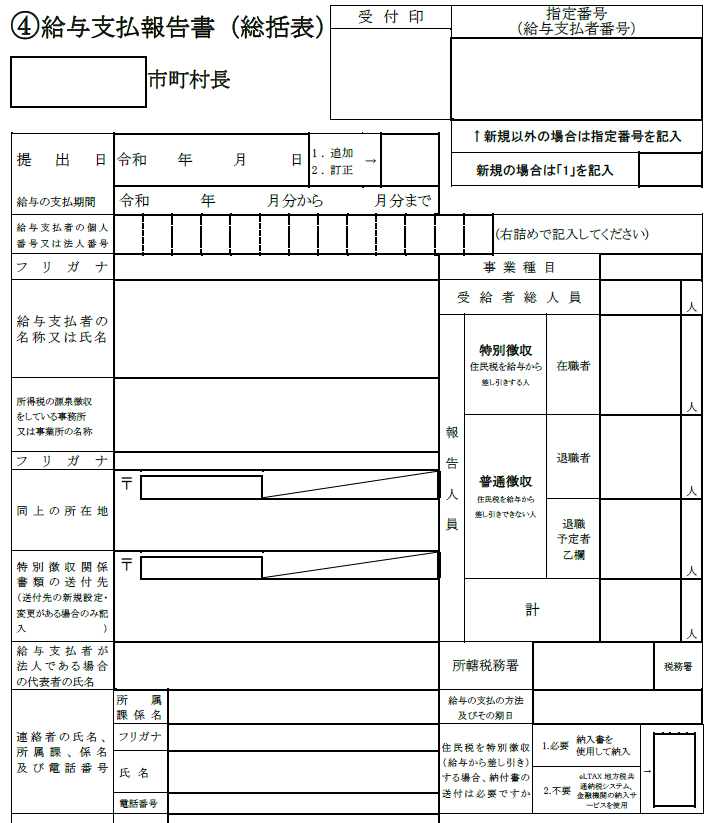 ④給与支払報告書（総括表）
受付印
指定番号
（給与支払者番号）
市町村長
↑新規以外の場合は指定番号を記入
新規の場合は「1」を記入
提出日
令和　年　月　日
1．追加
2．訂正
→
給与の支払期間
令和　年　月分から　月分まで
給与支払者の個人
番号又は法人番号
(右詰めで記入してください)
フリガナ
事業種目
給与支払者の
名称又は氏名
受給者総人員
人
報告人員
特別徴収
住民税を給与から
差し引きする人
在職者
人
所得税の源泉徴収
をしている事務所
又は事業所の名称
普通徴収
住民税を給与から
差し引きできない人
退職者
人
フリガナ
同上の所在地
〒
退職
予定者
乙欄
人
特別徴収関係
書類の送付先
(送付先の新規設定・
変更がある場合のみ記
入）
〒
計
人
給与支払者が
法人である場合
の代表者の氏名
所轄税務署
税務署
連絡者の氏名、
所属課、係名
及び電話番号
所属
課係名
フリガナ
氏名
電話番号
給与の支払の方法
及びその期日
住民税を特別徴収
(給与から差し引き)
する場合、納付書の
送付は必要ですか
1.必要
納入書を
使用して納入
2.不要
eLTAX 地方税共
通納税システム、
金融機関の納入サ
ービスを使用
→